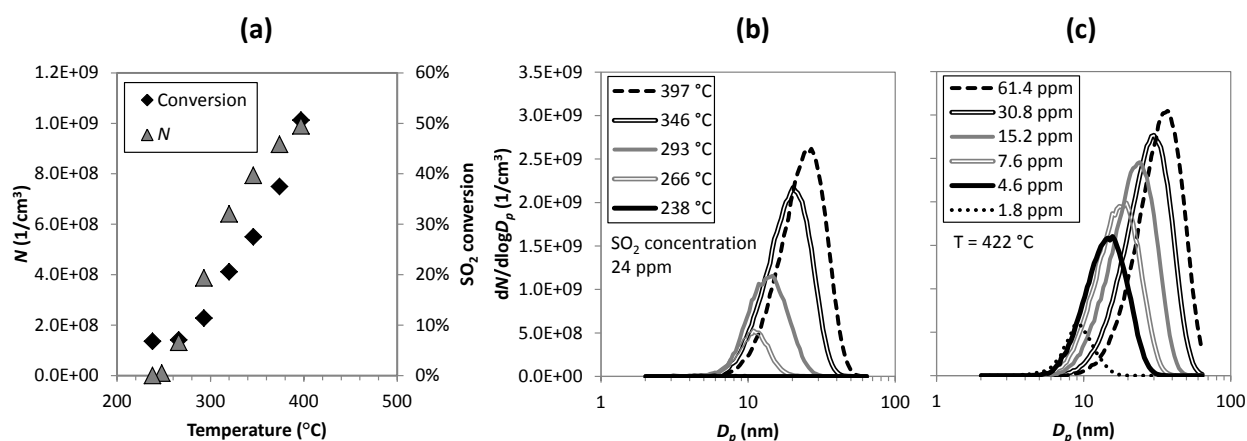 (a)
1.2E+09
1.0E+09
8.0E+08
6.0E+08
4.0E+08
2.0E+08
0.0E+00
N (1/cm³)
Conversion
N
60%
50%
40%
30%
20%
10%
0%
SO₂ conversion
200 300 400 500
Temperature (°C)
(b)
3.5E+09
3.0E+09
2.5E+09
2.0E+09
1.5E+09
1.0E+09
5.0E+08
0.0E+00
dN/dlogDₚ (1/cm³)
397 °C
346 °C
293 °C
266 °C
238 °C
SO₂ concentration
24 ppm
1 10 100
Dₚ (nm)
(c)
61.4 ppm
30.8 ppm
15.2 ppm
7.6 ppm
4.6 ppm
1.8 ppm
T = 422 °C
1 10 100
Dₚ (nm)